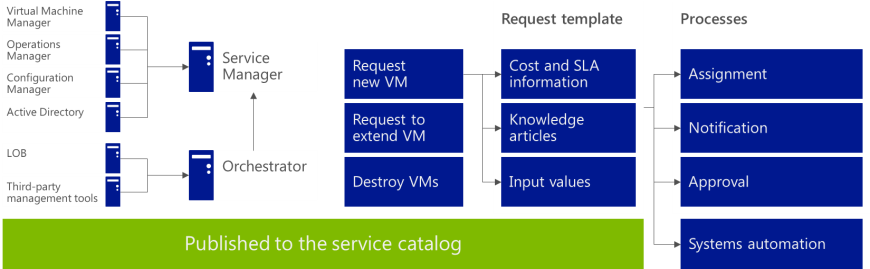 Virtual Machine
Manager
Operations
Manager
Configuration
Manager
Active Directory
LOB
Third-party
management tools
Service
Manager
Orchestrator
Request
new VM
Request to
extend VM
Destroy VMs
Request template
Cost and SLA
information
Knowledge
articles
Input values
Processes
Assignment
Notification
Approval
Systems automation
Published to the service catalog